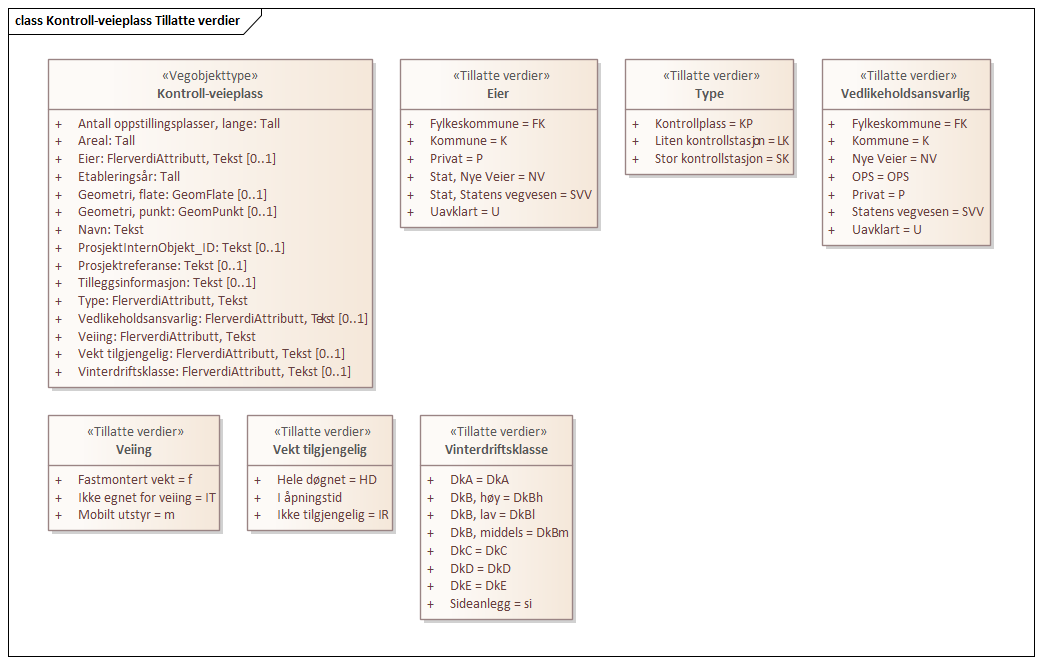 class Kontroll-veieplass Tillatte verdier
«Vegobjekttype»
Kontroll-veieplass
+ Antall oppstillingsplasser, lange: Tall
+ Areal: Tall
+ Eier: FlerverdiAttributt, Tekst [0..1]
+ Etableringsår: Tall
+ Geometri, flate: GeomFlate [0..1]
+ Geometri, punkt: GeomPunkt [0..1]
+ Navn: Tekst
+ ProsjektInternObjekt_ID: Tekst [0..1]
+ Prosjektreferanse: Tekst [0..1]
+ Tilleggsinformasjon: Tekst [0..1]
+ Type: FlerverdiAttributt, Tekst
+ Vedlikeholdsansvarlig: FlerverdiAttributt, Tekst [0..1]
+ Veiing: FlerverdiAttributt, Tekst
+ Vekt tilgjengelig: FlerverdiAttributt, Tekst [0..1]
+ Vinterdriftsklasse: FlerverdiAttributt, Tekst [0..1]
«Tillatte verdier»
Eier
+ Fylkeskommune = FK
+ Kommune = K
+ Privat = P
+ Stat, Nye Veier = NV
+ Stat, Statens vegvesen = SVV
+ Uavklart = U
«Tillatte verdier»
Type
+ Kontrollplass = KP
+ Liten kontrollstasjon = LK
+ Stor kontrollstasjon = SK
«Tillatte verdier»
Vedlikeholdsansvarlig
+ Fylkeskommune = FK
+ Kommune = K
+ Nye Veier = NV
+ OPS = OPS
+ Privat = P
+ Statens vegvesen = SVV
+ Uavklart = U
«Tillatte verdier»
Veiing
+ Fastmontert vekt = f
+ Ikke egnet for veiing = IT
+ Mobilt utstyr = m
«Tillatte verdier»
Vekt tilgjengelig
+ Hele døgnet = HD
+ I åpningstid
+ Ikke tilgjengelig = IR
«Tillatte verdier»
Vinterdriftsklasse
+ DkA = DkA
+ DkB, høy = DkBh
+ DkB, lav = DkBl
+ DkB, middels = DkBm
+ DkC = DkC
+ DkD = DkD
+ DkE = DkE
+ Sideanlegg = si